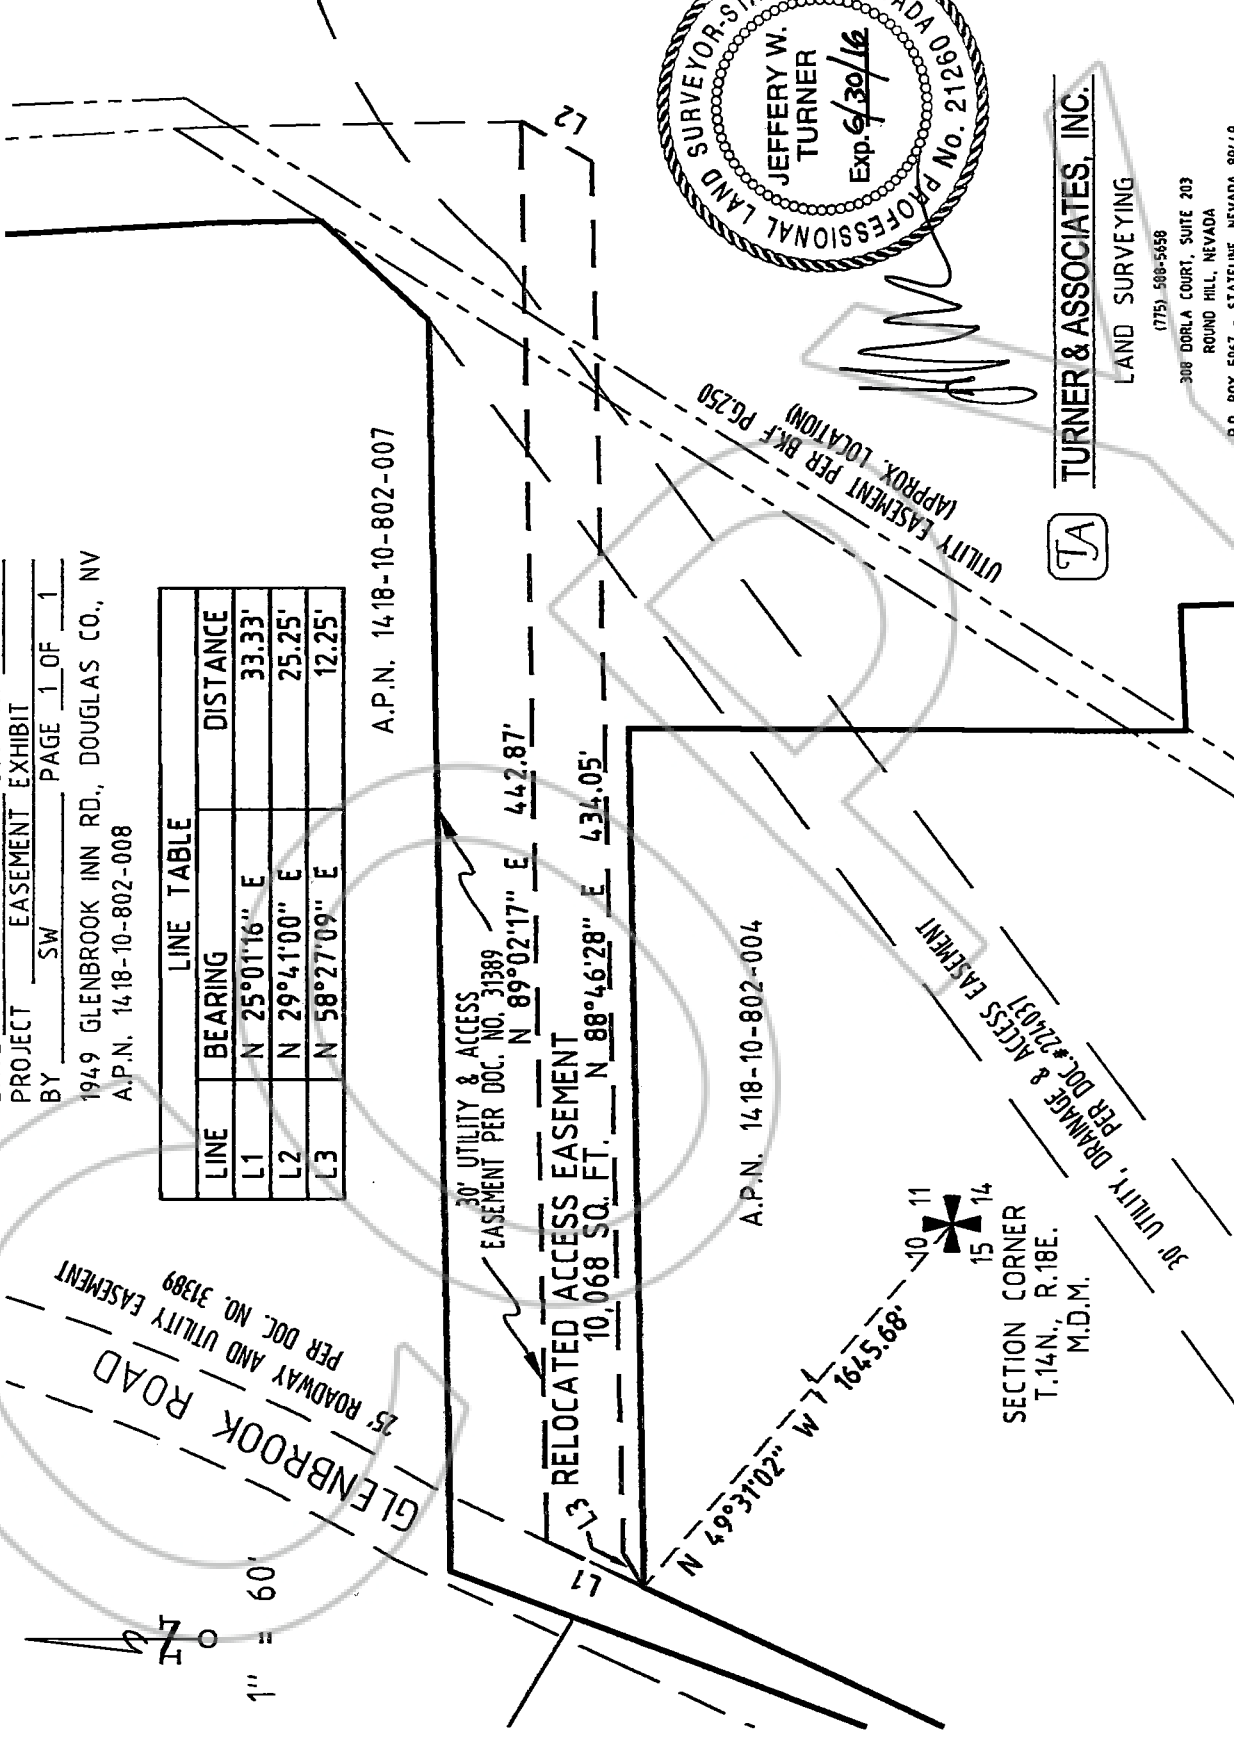 PROJECT EASEMENT EXHIBIT
BY SW PAGE 1 OF 1
1949 GLENBROOK INN RD., DOUGLAS CO., NV
A.P.N. 1418-10-802-008
LINE TABLE
LINE BEARING DISTANCE
L1 N 25°01'16" E 33.33'
L2 N 29°41'00" E 25.25'
L3 N 58°27'09" E 12.25'
A.P.N. 1418-10-802-007
30' UTILITY & ACCESS
EASEMENT PER DOC. NO. 31389
N 89°02'17" E 442.87'
RELOCATED ACCESS EASEMENT
10,068 SQ. FT.
N 88°46'28" E 434.05'
L1
L2
L3
GLENBROOK ROAD
25' ROADWAY AND UTILITY EASEMENT
PER DOC. NO. 31389
1" = 60'
N
A.P.N. 1418-10-802-004
N 49°31'02" W 1645.68'
10 11
15 14
SECTION CORNER
T.14N., R.18E.
M.D.M.
30' UTILITY, DRAINAGE & ACCESS EASEMENT
PER DOC.#224037
UTILITY EASEMENT PER BK.F PG.250
(APPROX. LOCATION)
PROFESSIONAL LAND SURVEYOR-
No. 21260
JEFFERY W.
TURNER
Exp. 6/30/16
TA
TURNER & ASSOCIATES, INC.
LAND SURVEYING
(775) 588-5658
308 DORLA COURT, SUITE 203
ROUND HILL, NEVADA
STATELINE, NEVADA
COPY